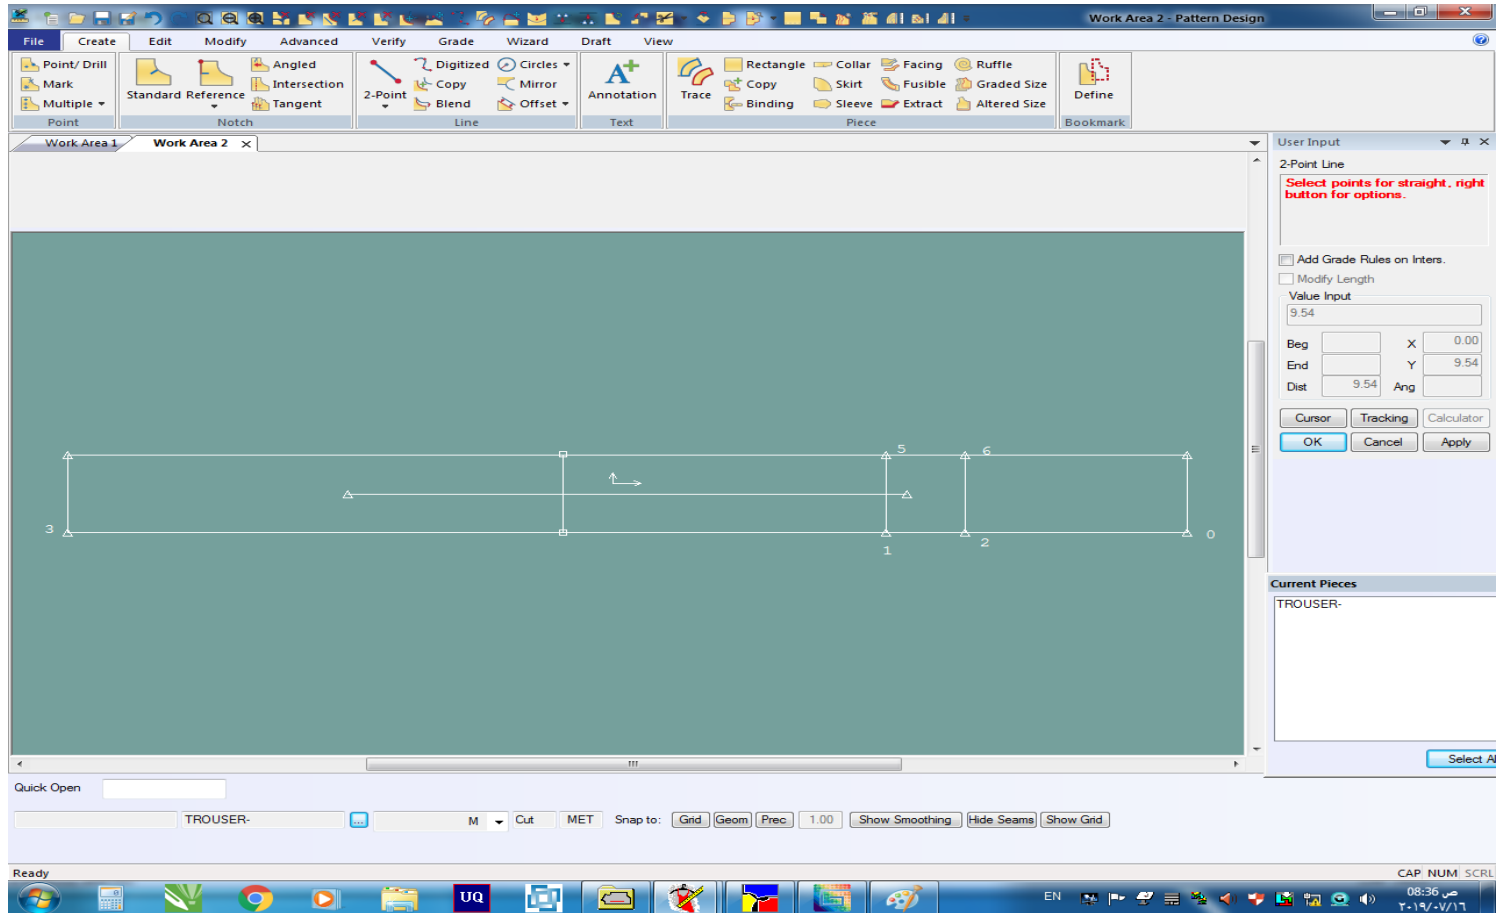 Work Area 2 - Pattern Design
File Create Edit Modify Advanced Verify Grade Wizard Draft View
Point/ Drill
Mark
Multiple
Point
Standard
Reference
Angled
Intersection
Tangent
Notch
2-Point
Digitized
Copy
Blend
Circles
Mirror
Offset
Line
Annotation
Text
Trace
Rectangle
Copy
Binding
Collar
Skirt
Sleeve
Facing
Fusible
Extract
Ruffle
Graded Size
Altered Size
Piece
Define
Bookmark
Work Area 1
Work Area 2
User Input
2-Point Line
Select points for straight, right
button for options.
Add Grade Rules on Inters.
Modify Length
Value Input
9.54
Beg X 0.00
End Y 9.54
Dist 9.54 Ang
Cursor Tracking Calculator
OK Cancel Apply
5
6
3
0
1
2
Current Pieces
TROUSER-
Select Al
Quick Open
TROUSER- ... M Cut MET Snap to: Grid Geom Prec 1.00 Show Smoothing Hide Seams Show Grid
Ready
CAP NUM SCRL
UQ
EN
08:36 ص
٢٠١٩/٠٧/١٦